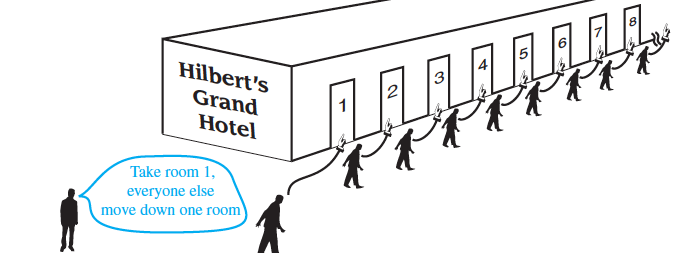 Hilbert's
Grand
Hotel
1
2
3
4
5
6
7
8
Take room 1,
everyone else
move down one room